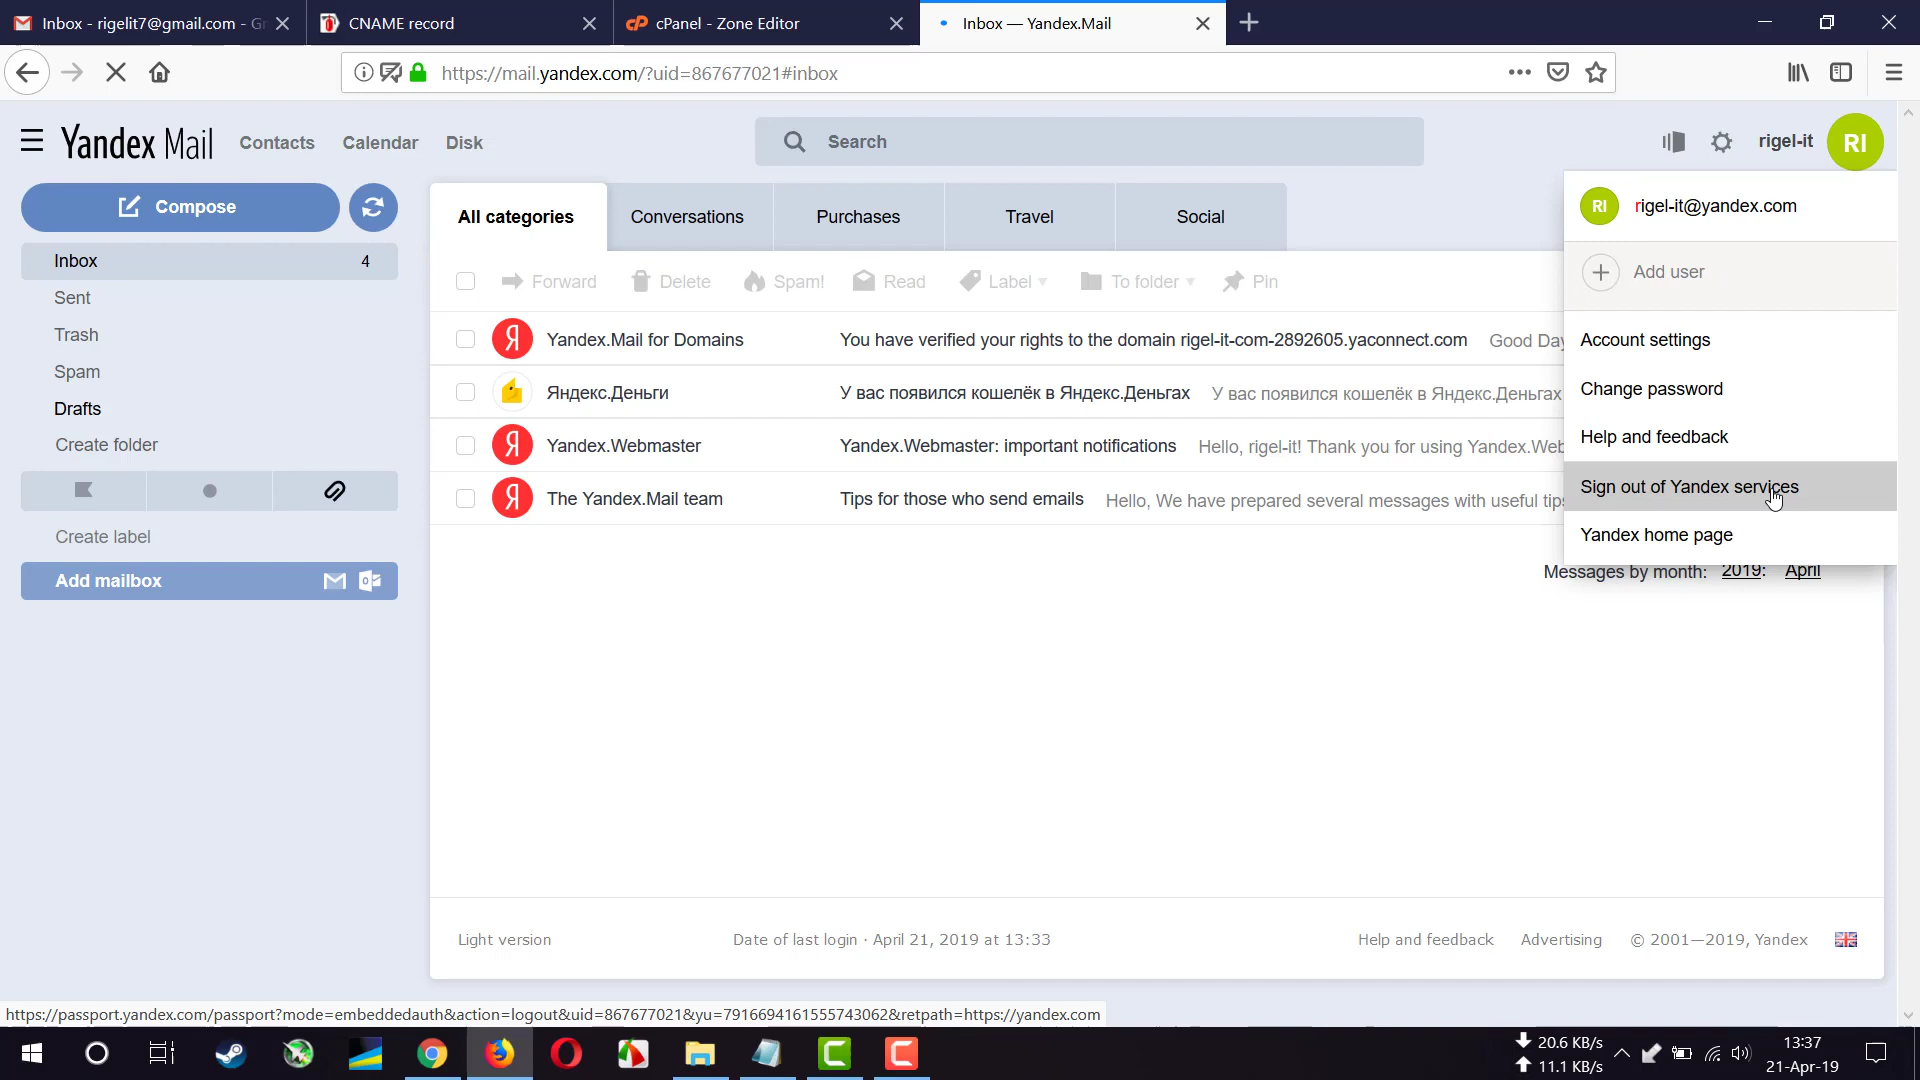 Inbox - rigelit7@gmail.com - G
CNAME record
cP cPanel - Zone Editor
Inbox — Yandex.Mail
https://mail.yandex.com/?uid=867677021#inbox
Yandex Mail
Contacts
Calendar
Disk
Search
rigel-it
RI
Compose
All categories
Conversations
Purchases
Travel
Social
RI
rigel-it@yandex.com
Add user
Inbox
4
Sent
Trash
Spam
Drafts
Create folder
Create label
Add mailbox
Forward
Delete
Spam!
Read
Label
To folder
Pin
Я
Yandex.Mail for Domains
You have verified your rights to the domain rigel-it-com-2892605.yaconnect.com
Good Day
Яндекс.Деньги
У вас появился кошелёк в Яндекс.Деньгах
У вас появился кошелёк в Яндекс.Деньгах
Я
Yandex.Webmaster
Yandex.Webmaster: important notifications
Hello, rigel-it! Thank you for using Yandex.Web
Я
The Yandex.Mail team
Tips for those who send emails
Hello, We have prepared several messages with useful tips
Account settings
Change password
Help and feedback
Sign out of Yandex services
Yandex home page
Messages by month:
2019:
April
Light version
Date of last login · April 21, 2019 at 13:33
Help and feedback
Advertising
© 2001—2019, Yandex
https://passport.yandex.com/passport?mode=embeddedauth&action=logout&uid=867677021&yu=7916694161555743062&retpath=https://yandex.com
20.6 KB/s
11.1 KB/s
13:37
21-Apr-19